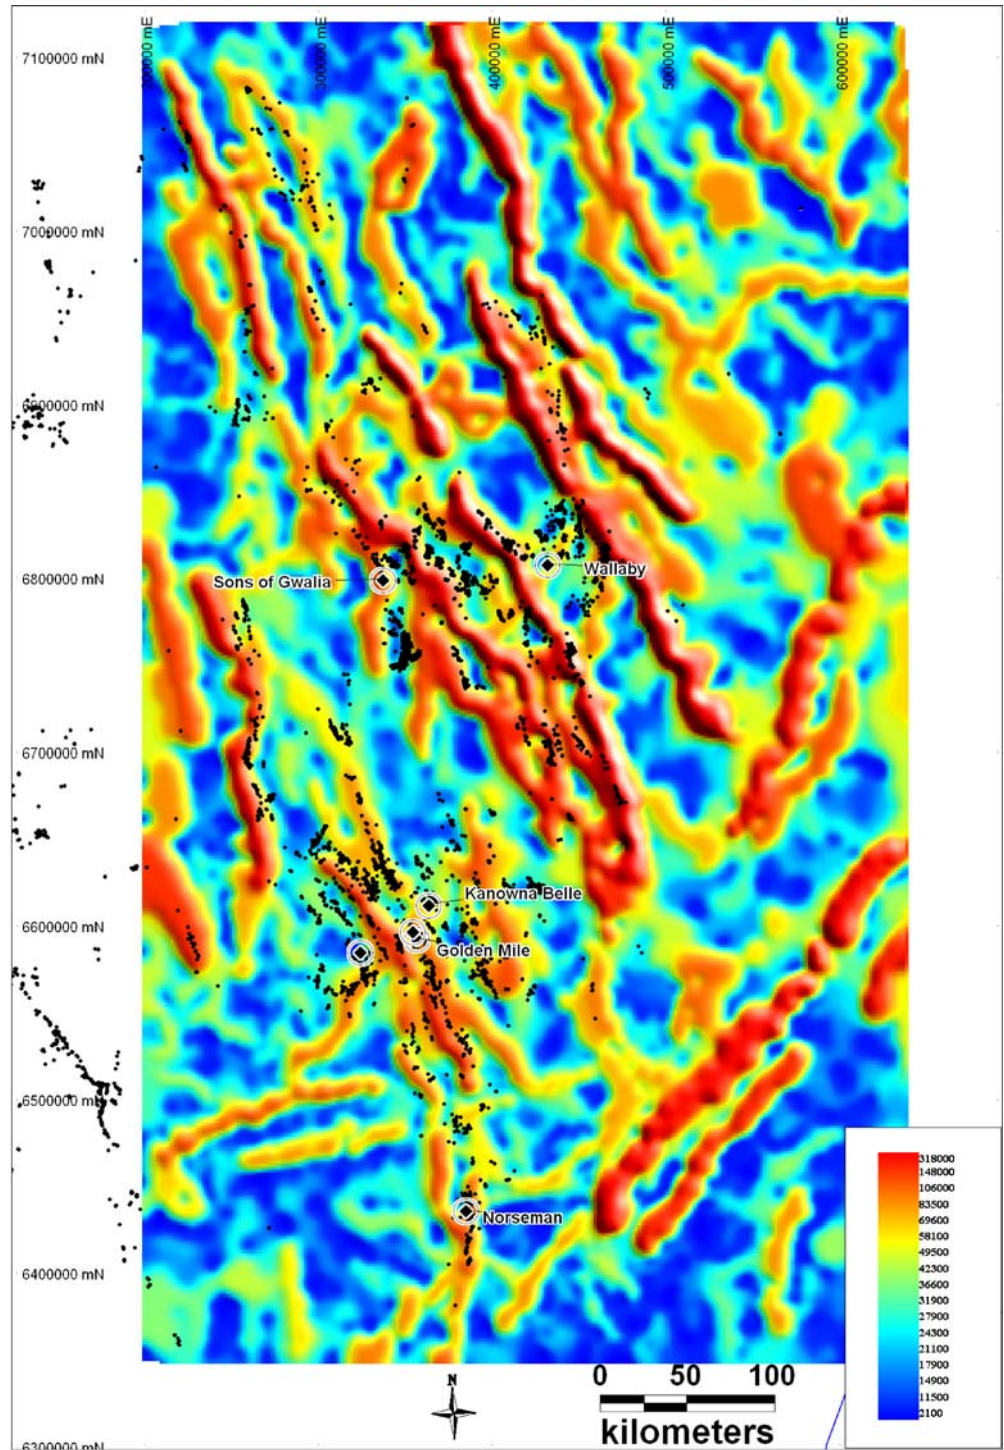 200000 mE
300000 mE
400000 mE
500000 mE
600000 mE
7100000 mN
7000000 mN
6900000 mN
6800000 mN
6700000 mN
6600000 mN
6500000 mN
6400000 mN
6300000 mN
Sons of Gwalia
Wallaby
Kanowna Belle
Golden Mile
Norseman
N
0 50 100
kilometers
318000
148000
106000
83500
69600
58100
49500
42300
36600
31900
27900
24300
21100
17900
14900
11500
2100